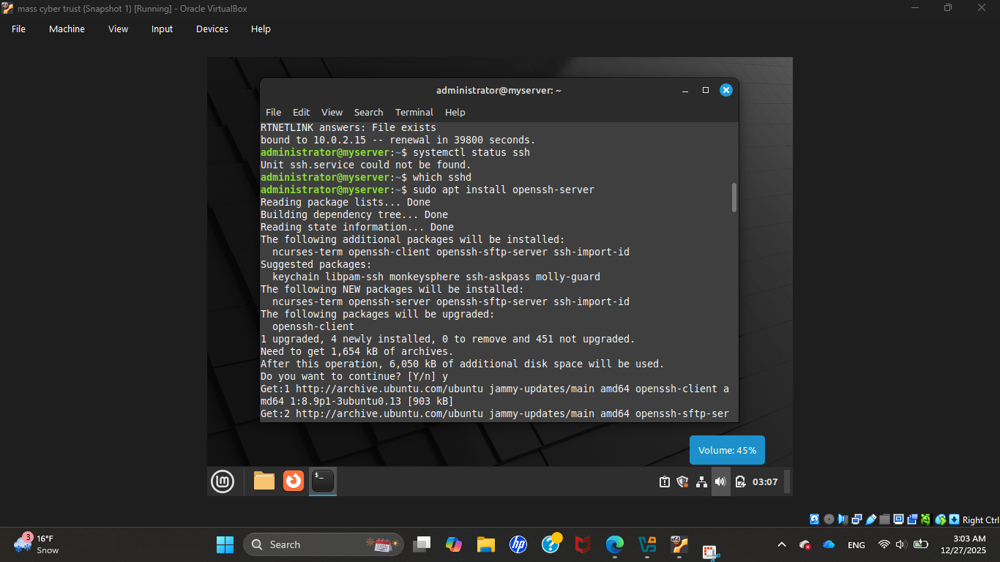 mass cyber trust (Snapshot 1) [Running] - Oracle VirtualBox
File Machine View Input Devices Help
administrator@myserver: ~
File Edit View Search Terminal Help
RTNETLINK answers: File exists
bound to 10.0.2.15 -- renewal in 39800 seconds.
administrator@myserver:~$ systemctl status ssh
Unit ssh.service could not be found.
administrator@myserver:~$ which sshd
administrator@myserver:~$ sudo apt install openssh-server
Reading package lists... Done
Building dependency tree... Done
Reading state information... Done
The following additional packages will be installed:
  ncurses-term openssh-client openssh-sftp-server ssh-import-id
Suggested packages:
  keychain libpam-ssh monkeysphere ssh-askpass molly-guard
The following NEW packages will be installed:
  ncurses-term openssh-server openssh-sftp-server ssh-import-id
The following packages will be upgraded:
  openssh-client
1 upgraded, 4 newly installed, 0 to remove and 451 not upgraded.
Need to get 1,654 kB of archives.
After this operation, 6,050 kB of additional disk space will be used.
Do you want to continue? [Y/n] y
Get:1 http://archive.ubuntu.com/ubuntu jammy-updates/main amd64 openssh-client a
md64 1:8.9p1-3ubuntu0.13 [903 kB]
Get:2 http://archive.ubuntu.com/ubuntu jammy-updates/main amd64 openssh-sftp-ser
Volume: 45%
03:07
Right Ctrl
3
16°F
Snow
Search
ENG
3:03 AM
12/27/2025